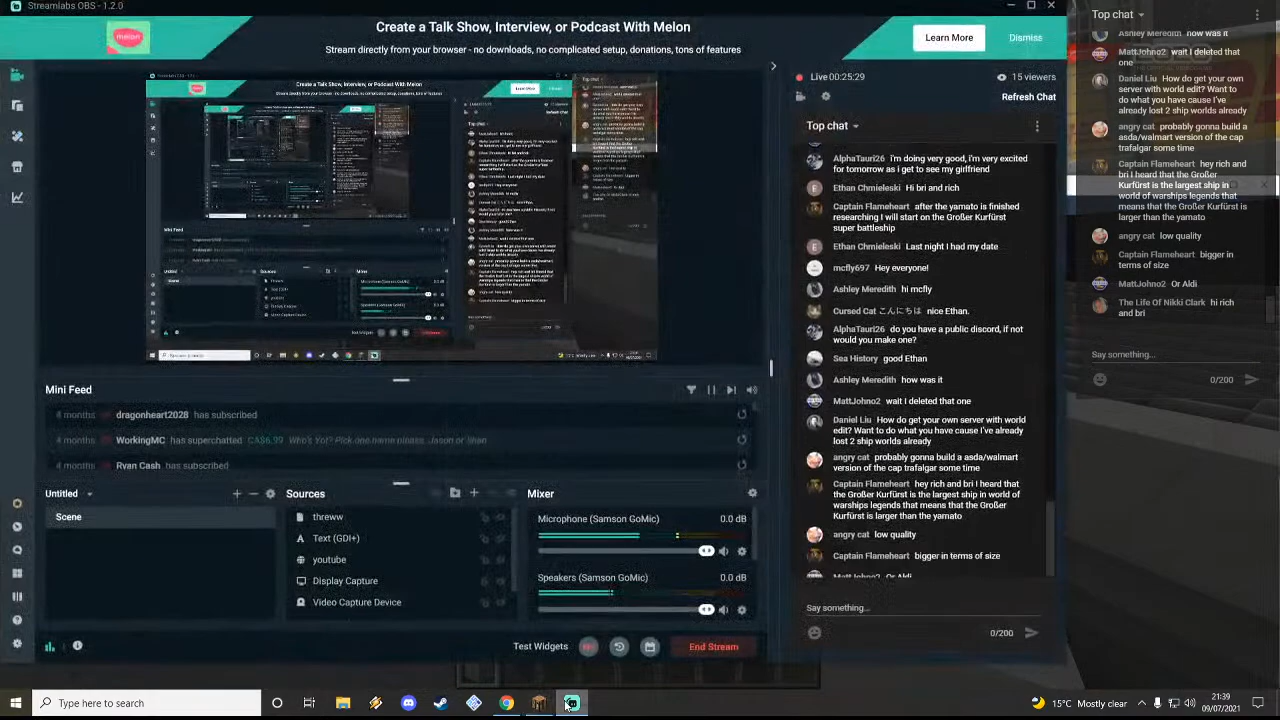 Streamlabs OBS - 1.2.0
melon
Create a Talk Show, Interview, or Podcast With Melon
Stream directly from your browser - no downloads, no complicated setup, donations, tons of features
Learn More
Dismiss
Live 00:25:29
15 viewers
Refresh Chat
Top chat
AlphaTauri26 i'm doing very good, i'm very excited
for tomorrow as i get to see my girlfriend
Ethan Chmieleski Hi bri and rich
Captain Flameheart after the yamato is finished
researching I will start on the Großer Kurfürst
super battleship
Ethan Chmieleski Last night I had my date
mcfly697 Hey everyone!
Ashley Meredith hi mcfly
Cursed Cat こんにちは nice Ethan.
AlphaTauri26 do you have a public discord, if not
would you make one?
Sea History good Ethan
Ashley Meredith how was it
MattJohno2 wait I deleted that one
Daniel Liu How do get your own server with world
edit? Want to do what you have cause I've already
lost 2 ship worlds already
angry cat probably gonna build a asda/walmart
version of the cap trafalgar some time
Captain Flameheart hey rich and bri I heard that
the Großer Kurfürst is the largest ship in world of
warships legends that means that the Großer
Kurfürst is larger than the yamato
angry cat low quality
Captain Flameheart bigger in terms of size
MattJohno2 Or Aldi
Say something...
0/200
Top chat
Ashley Meredith how was it
MattJohno2 wait I deleted that
one
Daniel Liu How do get your own
server with world edit? Want to
do what you have cause I've
already lost 2 ship worlds already
angry cat probably gonna build a
asda/walmart version of the cap
trafalgar some time
Captain Flameheart hey rich and
bri I heard that the Großer
Kurfürst is the largest ship in
world of warships legends that
means that the Großer Kurfürst is
larger than the yamato
angry cat low quality
Captain Flameheart bigger in
terms of size
MattJohno2 Or Aldi
The Life Of Nikki Clark hi rich
and bri
Say something...
0/200
Mini Feed
4 months dragonheart2028 has subscribed
4 months WorkingMC has superchatted CA$6.99
4 months Ryan Cash has subscribed
Untitled
Scene
Sources
threww
Text (GDI+)
youtube
Display Capture
Video Capture Device
Mixer
Microphone (Samson GoMic) 0.0 dB
Speakers (Samson GoMic) 0.0 dB
Test Widgets
End Stream
Type here to search
15°C Mostly clear
21:39
09/07/2021